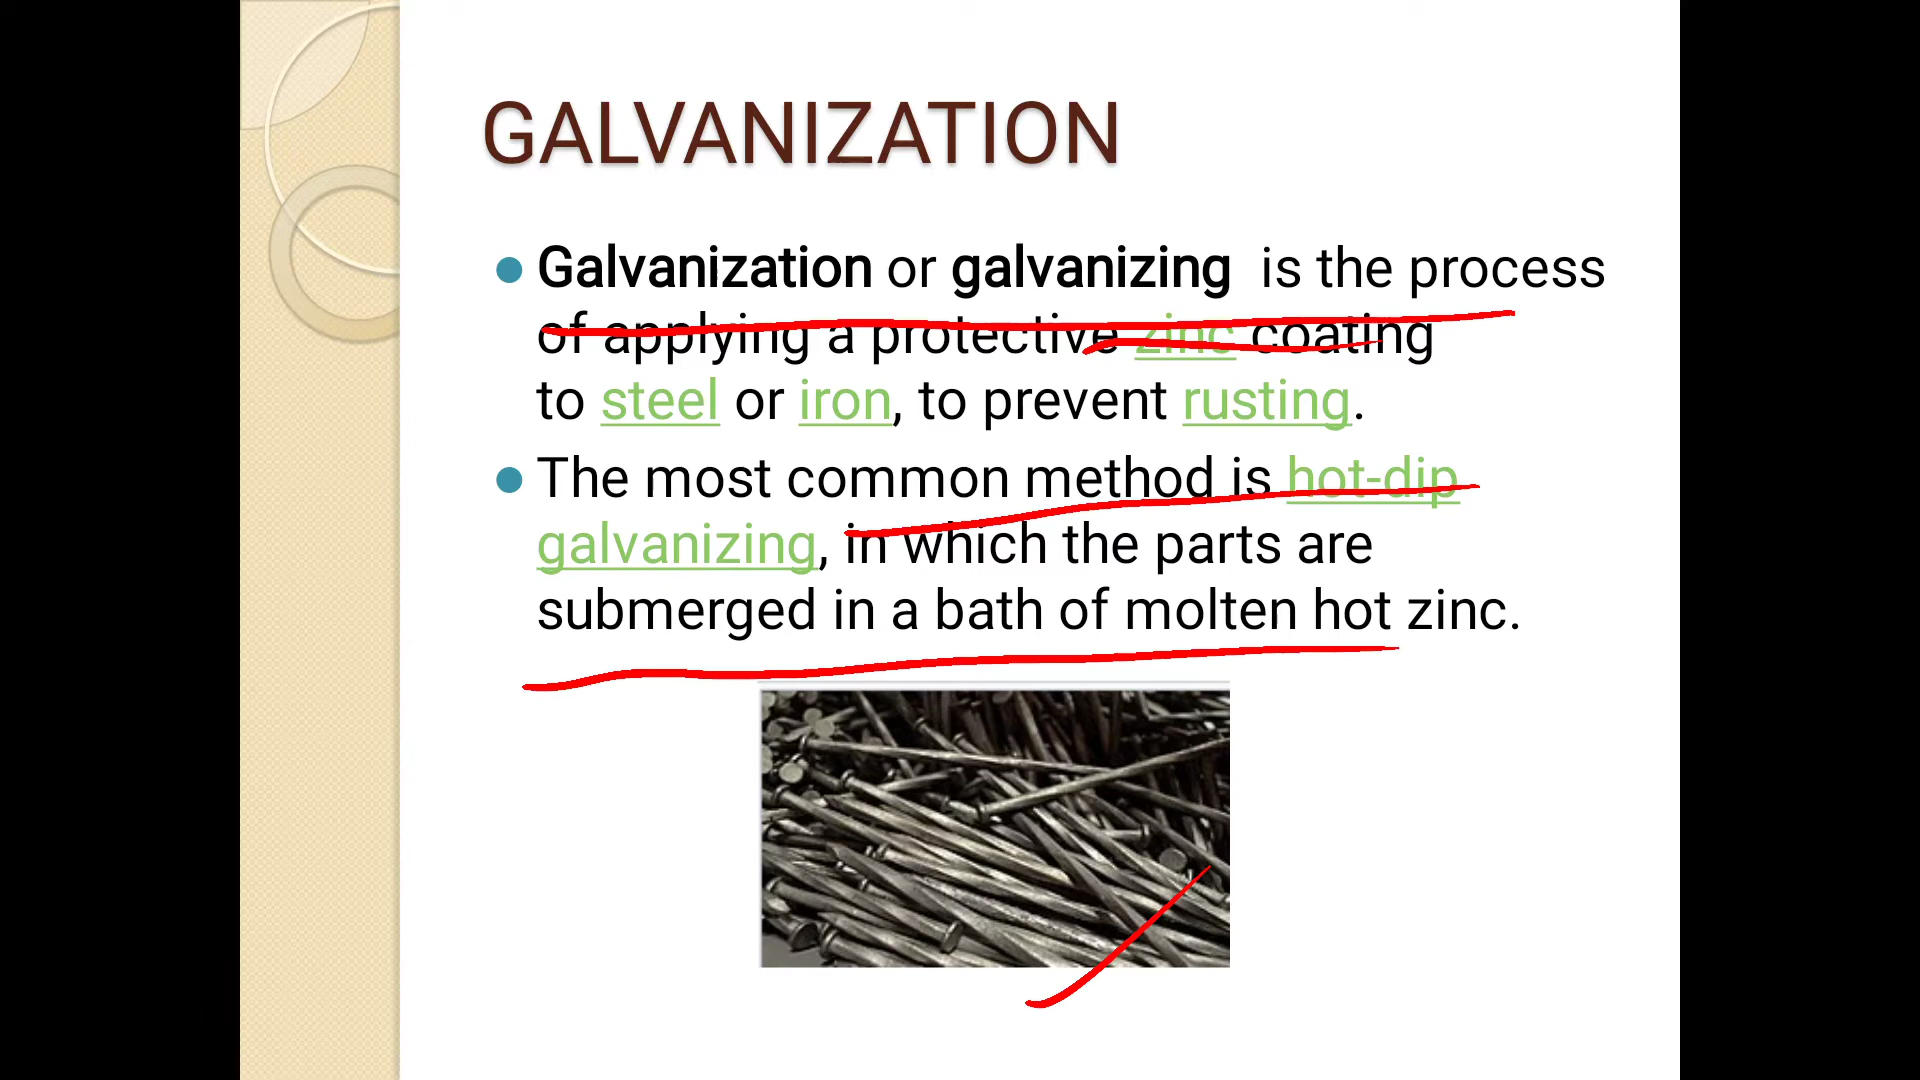 GALVANIZATION
Galvanization or galvanizing is the process
of applying a protective zinc coating
to steel or iron, to prevent rusting.
The most common method is hot-dip
galvanizing, in which the parts are
submerged in a bath of molten hot zinc.